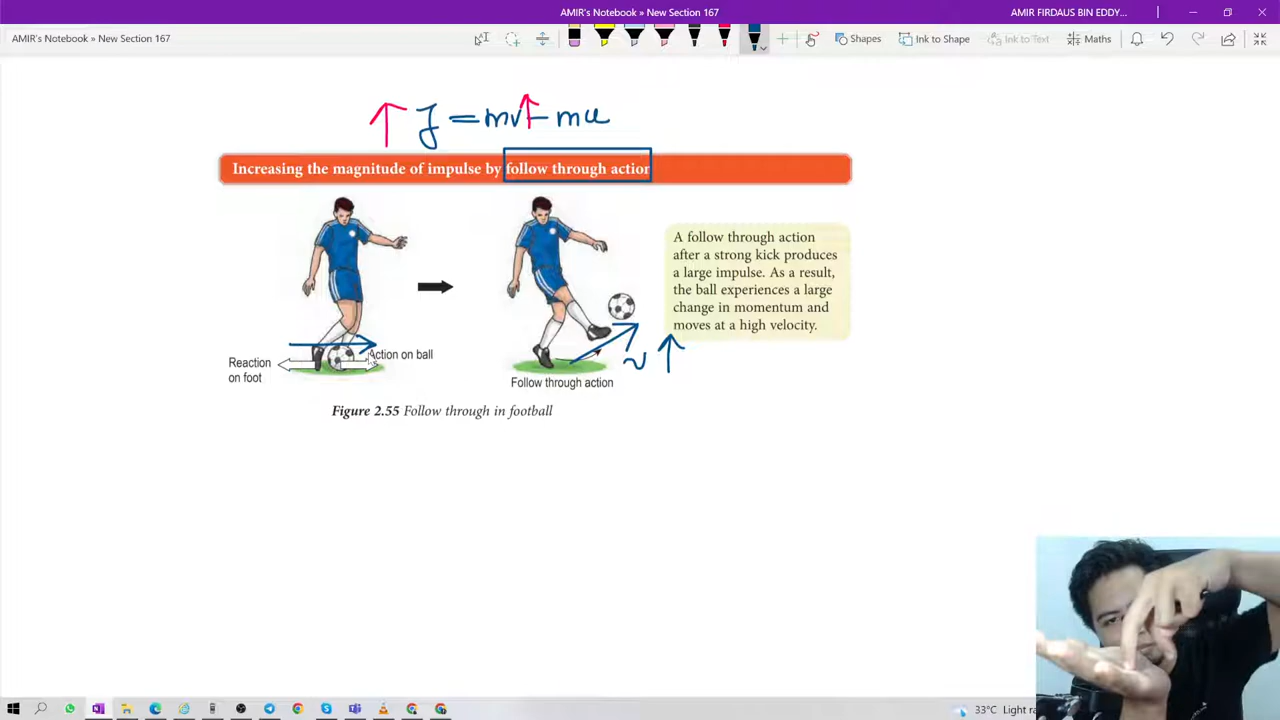 AMIR's Notebook » New Section 167
AMIR FIRDAUS BIN EDDY...
AMIR's Notebook » New Section 167
Shapes
Ink to Shape
Ink to Text
Maths
↑ J = mv↑ - mu
Increasing the magnitude of impulse by follow through action
A follow through action
after a strong kick produces
a large impulse. As a result,
the ball experiences a large
change in momentum and
moves at a high velocity.
Reaction
on foot
Action on ball
v ↑
Follow through action
Figure 2.55 Follow through in football
33°C Light ra